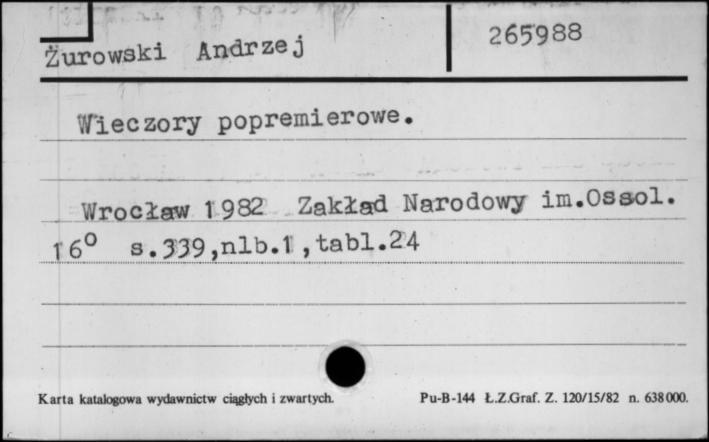 Żurowski Andrzej
265988
Wieczory popremierowe.
Wrocław 1982 Zakład Narodowy im.Ossol.
16⁰ s.339,nlb.1,tabl.24
Karta katalogowa wydawnictw ciągłych i zwartych. Pu-B-144 Ł.Z.Graf. Z. 120/15/82 n. 638000.